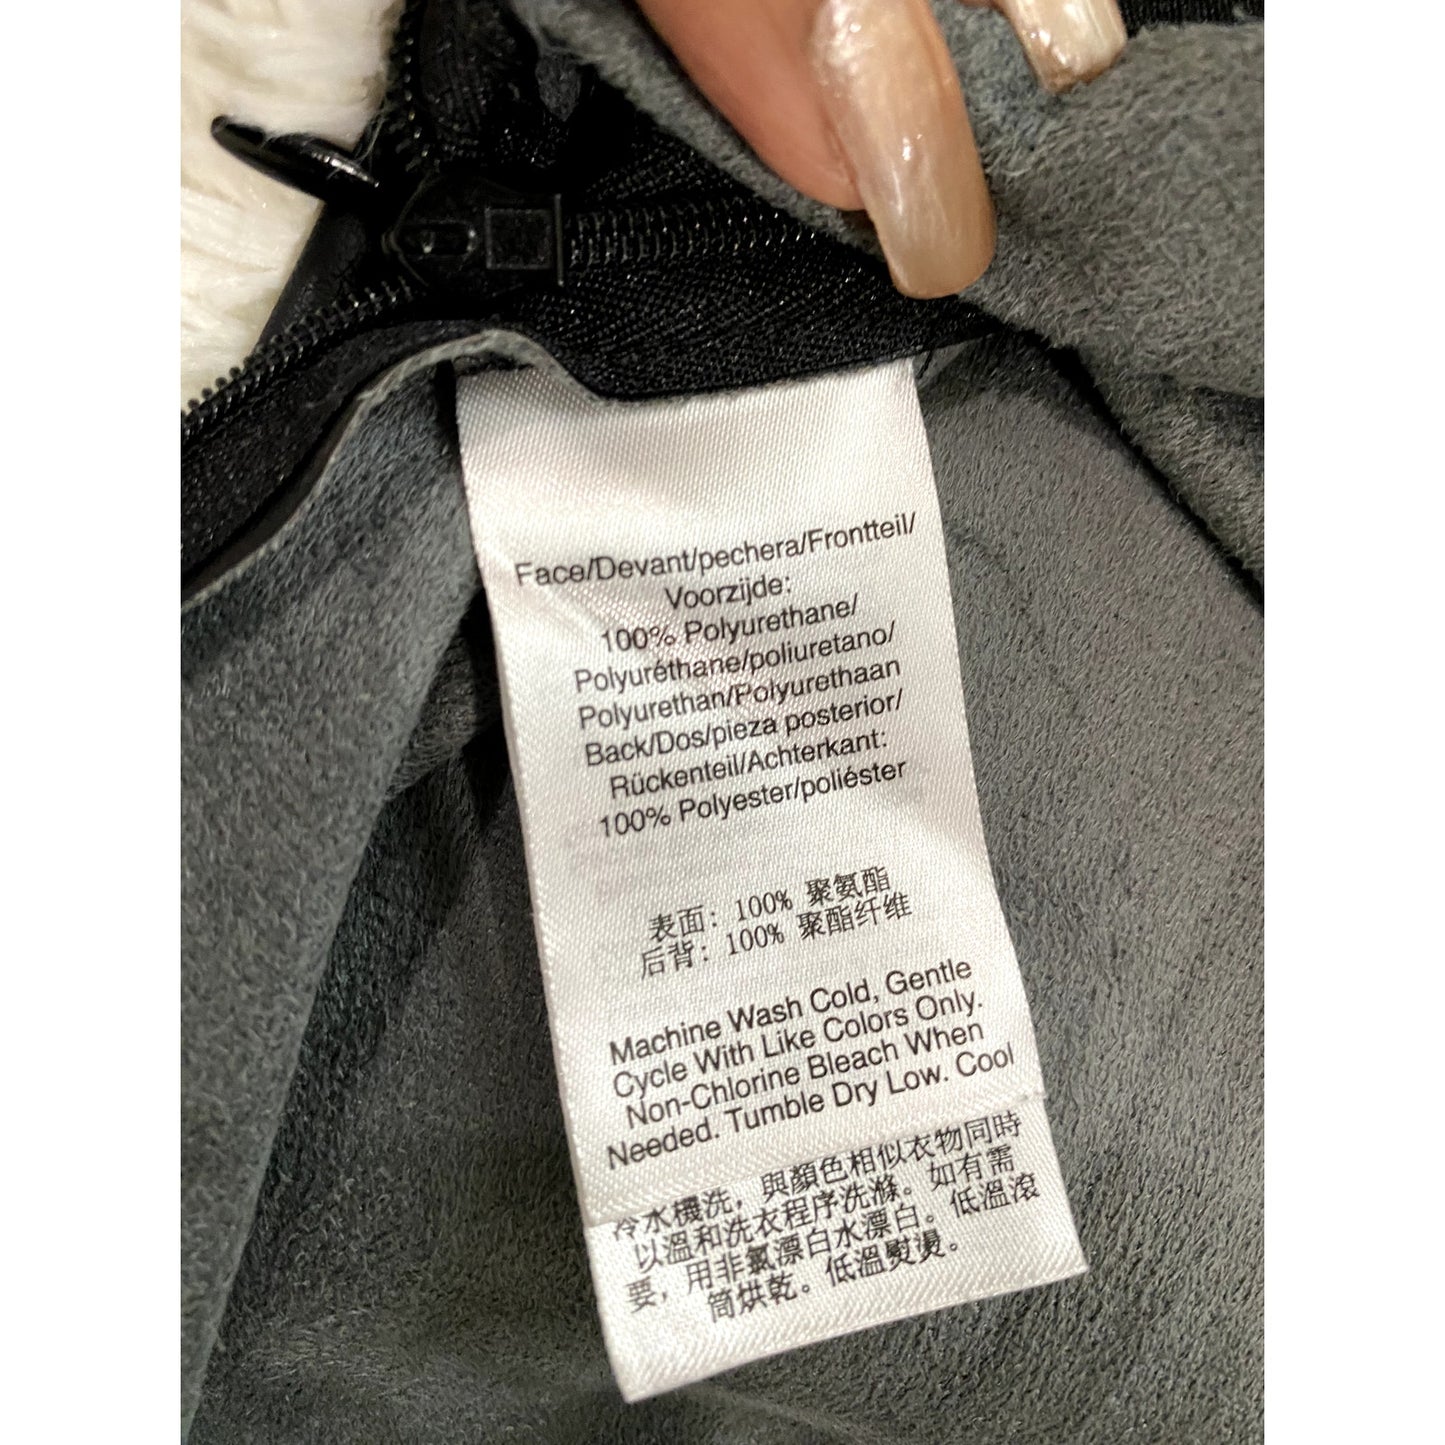 Face/Devant/pechera/Frontteil/
Voorzijde:
100% Polyurethane/
Polyuréthane/poliuretano/
Polyurethan/Polyurethaan
Back/Dos/pieza posterior/
Rückenteil/Achterkant:
100% Polyester/poliéster
表面: 100% 聚氨酯
后背: 100% 聚酯纤维
Machine Wash Cold, Gentle
Cycle With Like Colors Only.
Non-Chlorine Bleach When
Needed. Tumble Dry Low. Cool
冷水機洗，與顏色相似衣物同時
以溫和洗衣程序洗滌。如有需
要，用非氯漂白水漂白。低溫滾
筒烘乾。低溫熨燙。